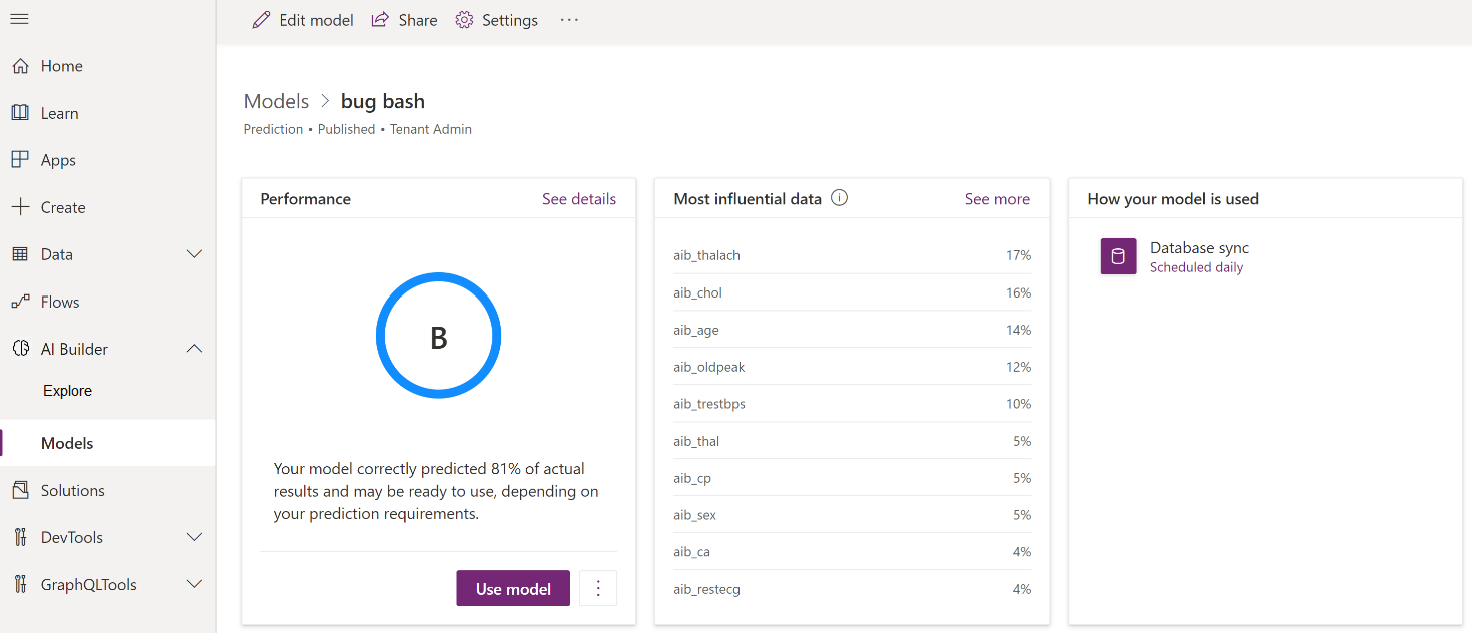 Edit model Share Settings ...
Home
Learn
Apps
Create
Data
Flows
AI Builder
Explore
Models
Solutions
DevTools
GraphQLTools
Models > bug bash
Prediction • Published • Tenant Admin
Performance See details
B
Your model correctly predicted 81% of actual
results and may be ready to use, depending on
your prediction requirements.
Use model
Most influential data See more
aib_thalach 17%
aib_chol 16%
aib_age 14%
aib_oldpeak 12%
aib_trestbps 10%
aib_thal 5%
aib_cp 5%
aib_sex 5%
aib_ca 4%
aib_restecg 4%
How your model is used
Database sync
Scheduled daily